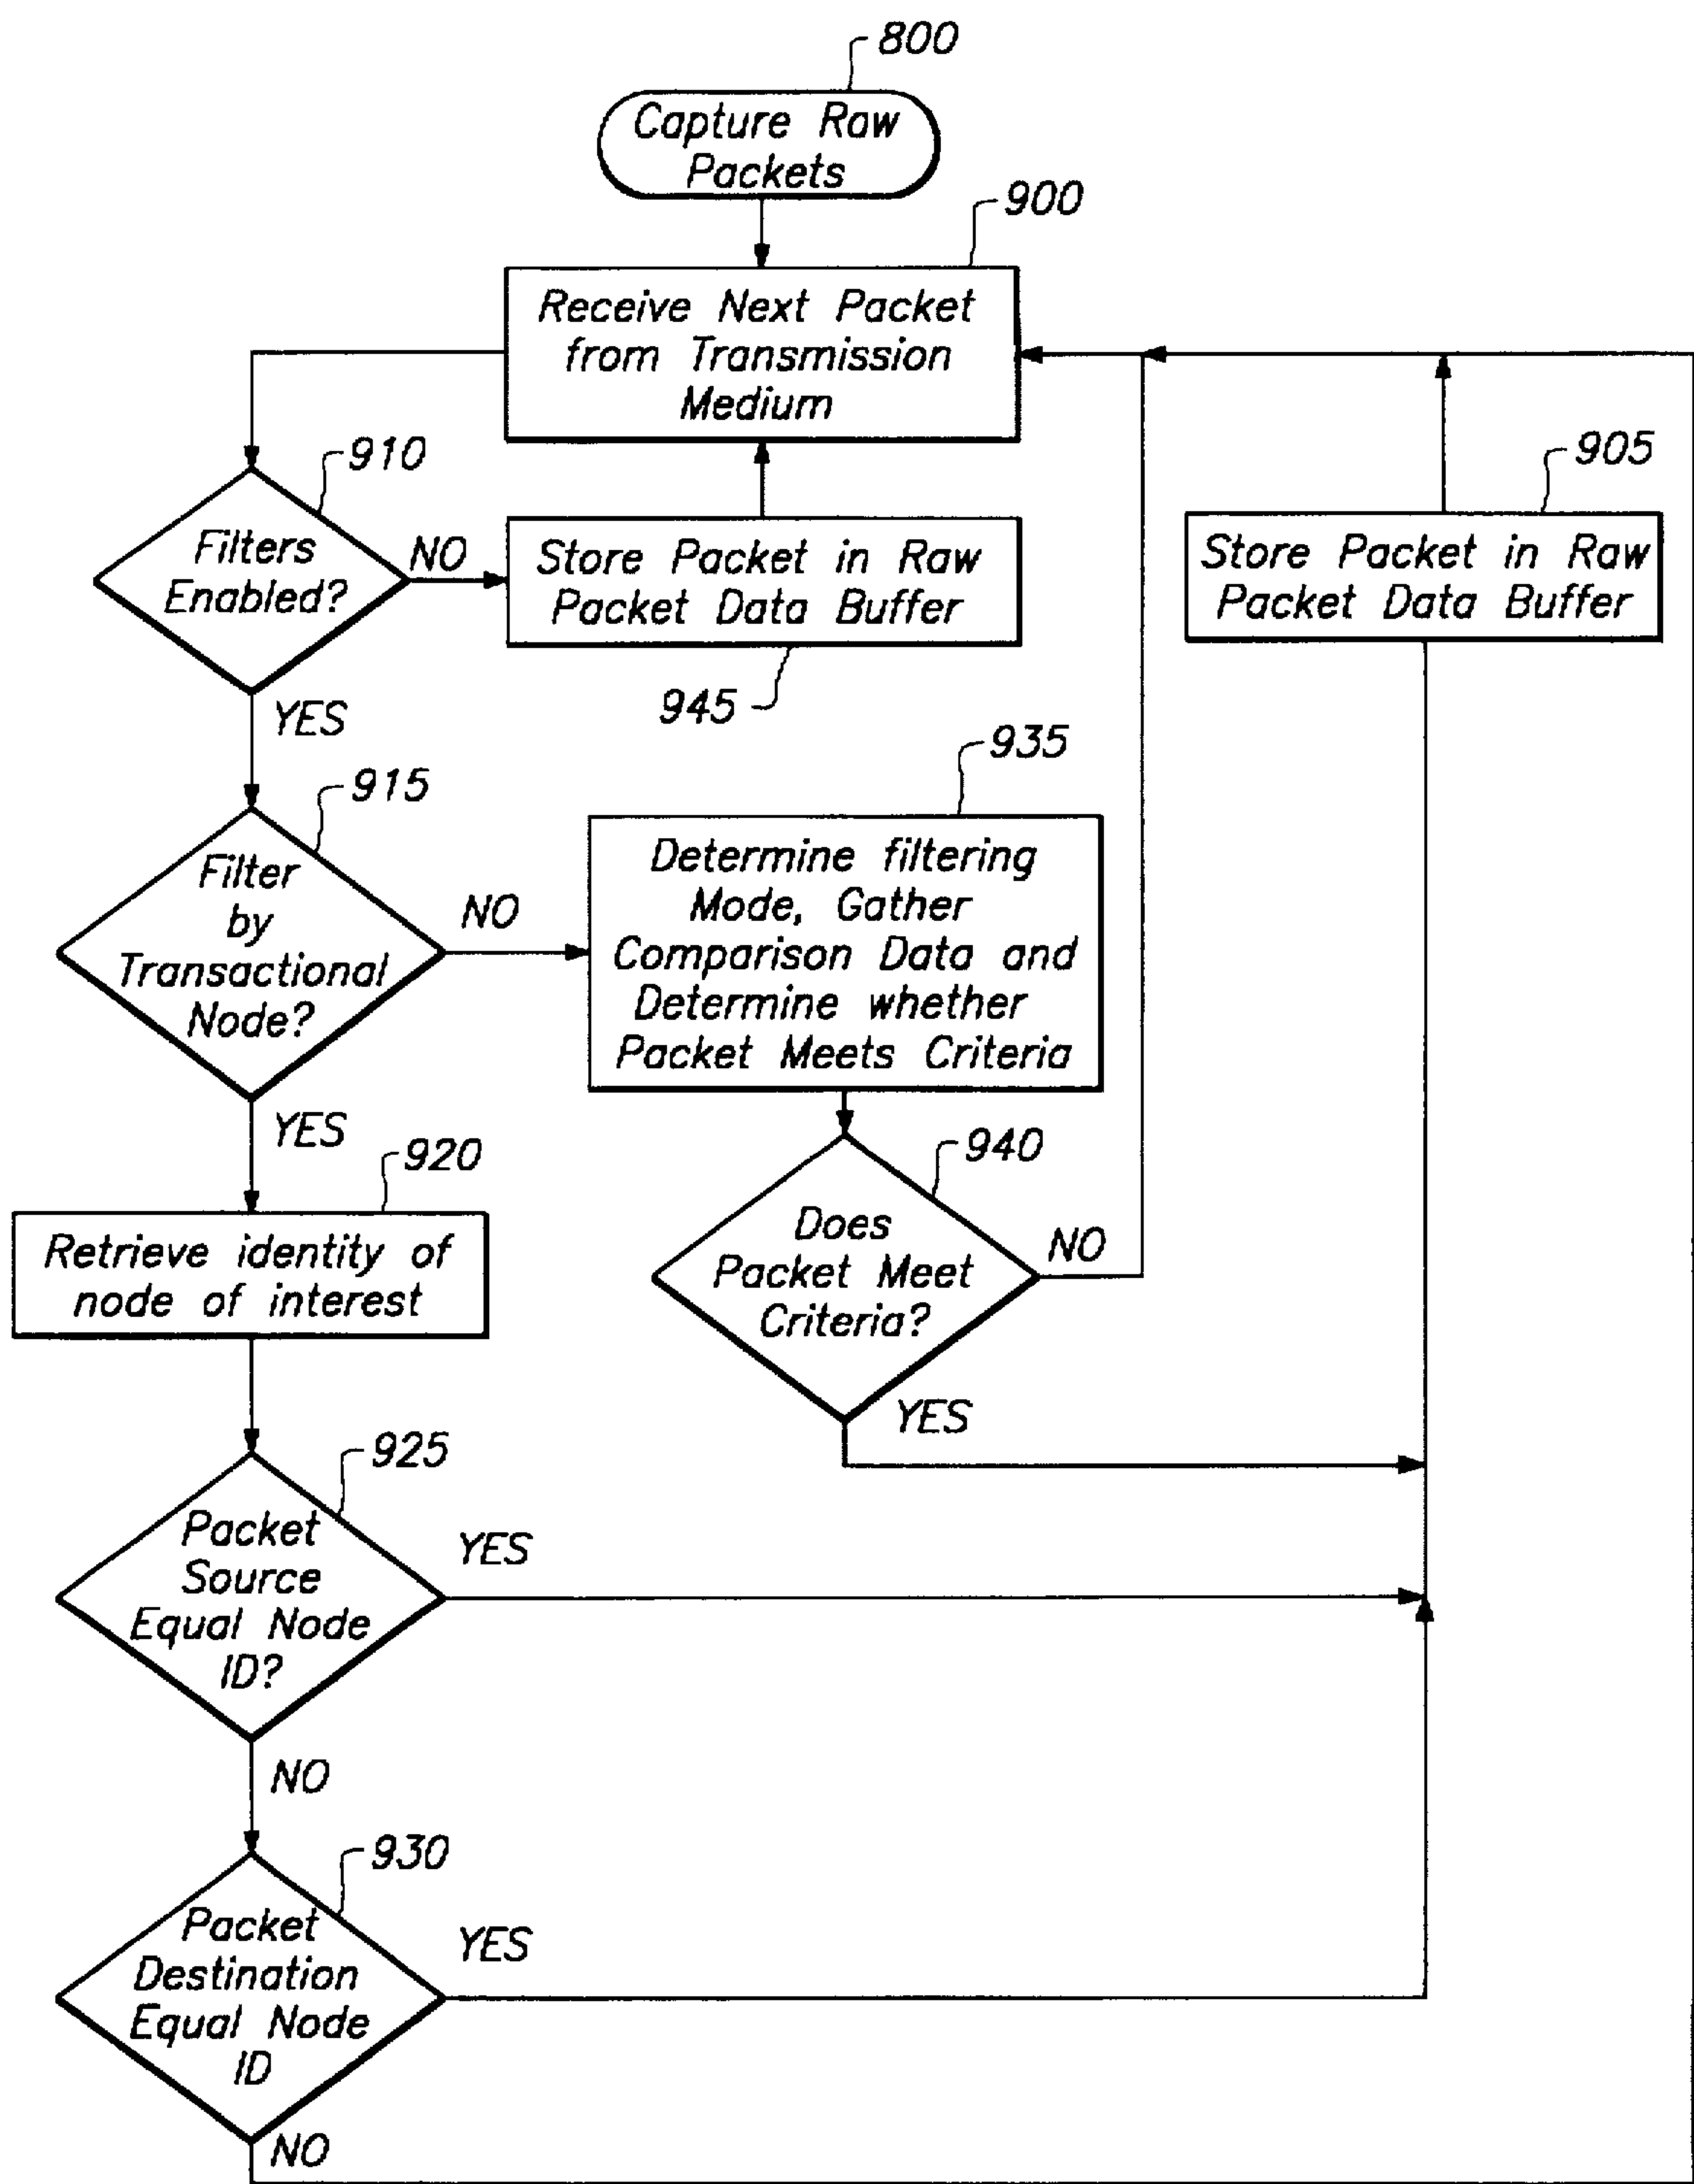 800
Capture Raw
Packets
900
Receive Next Packet
from Transmission
Medium
910
Filters
Enabled?
NO
Store Packet in Raw
Packet Data Buffer
945
905
Store Packet in Raw
Packet Data Buffer
YES
915
Filter
by
Transactional
Node?
NO
935
Determine filtering
Mode, Gather
Comparison Data and
Determine whether
Packet Meets Criteria
YES
940
Does
Packet Meet
Criteria?
NO
YES
920
Retrieve identity of
node of interest
925
Packet
Source
Equal Node
ID?
YES
NO
930
Packet
Destination
Equal Node
ID
YES
NO